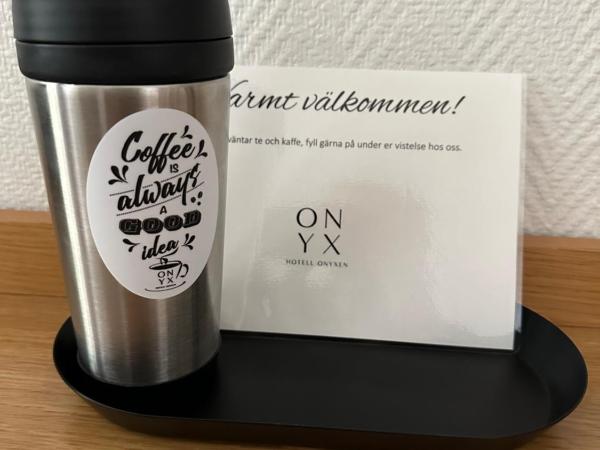 Coffee
IS
always
A
GOOD
idea
ON
YX
armt välkommen!
väntar te och kaffe, fyll gärna på under er vistelse hos oss.
ON
YX
HOTELL ONYXEN